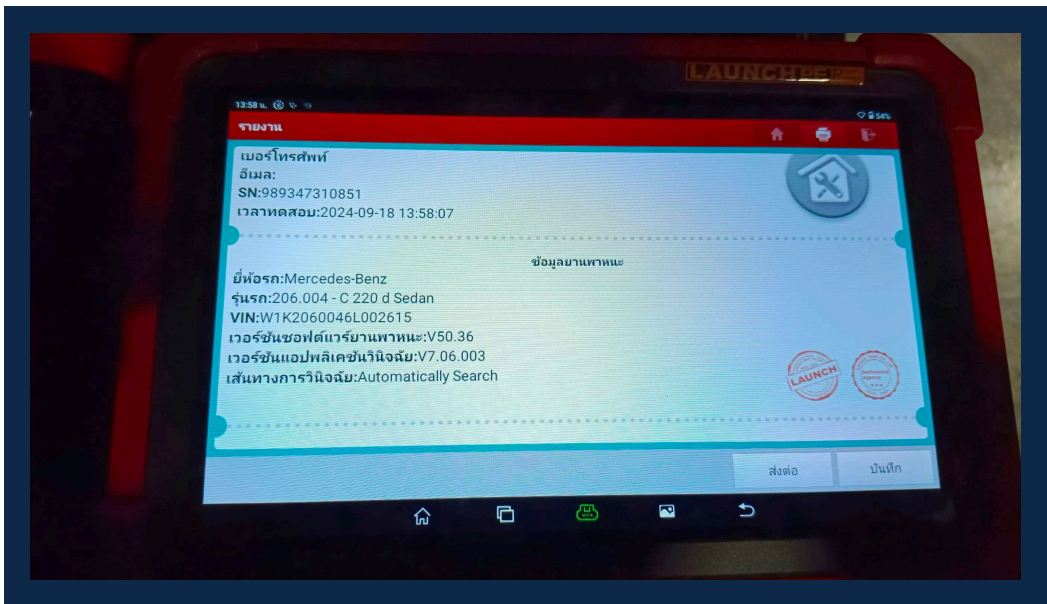 LAUNCH
13:58 น.
54%
รายงาน
เบอร์โทรศัพท์
อีเมล:
SN:989347310851
เวลาทดสอบ:2024-09-18 13:58:07
ข้อมูลยานพาหนะ
ยี่ห้อรถ:Mercedes-Benz
รุ่นรถ:206.004 - C 220 d Sedan
VIN:W1K2060046L002615
เวอร์ชันซอฟต์แวร์ยานพาหนะ:V50.36
เวอร์ชันแอปพลิเคชันวินิจฉัย:V7.06.003
เส้นทางการวินิจฉัย:Automatically Search
LAUNCH
ส่งต่อ
บันทึก